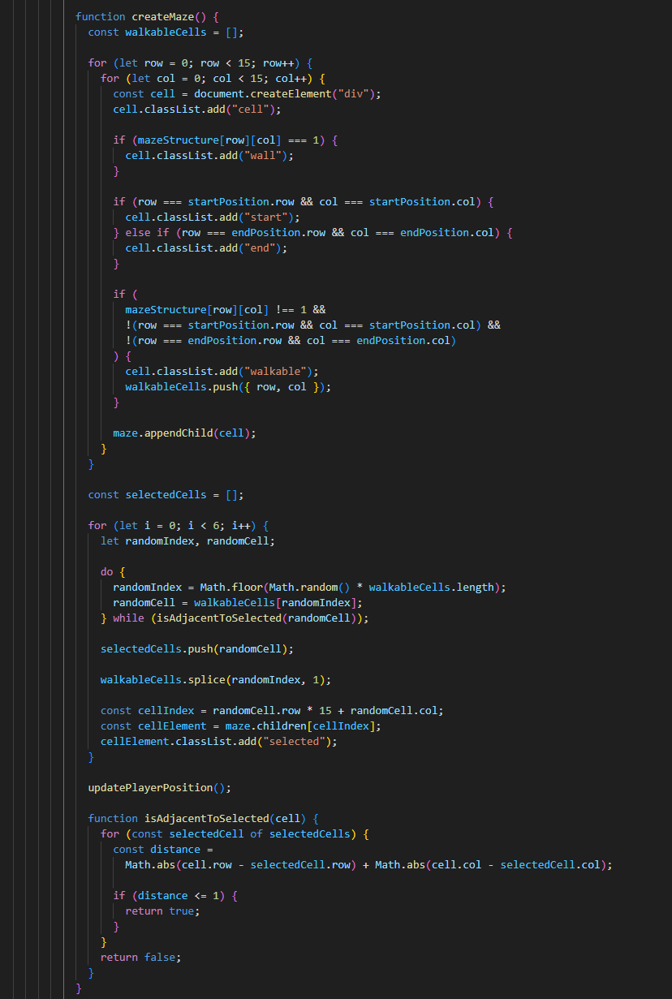 function createMaze() {
const walkableCells = [];
for (let row = 0; row < 15; row++) {
for (let col = 0; col < 15; col++) {
const cell = document.createElement("div");
cell.classList.add("cell");
if (mazeStructure[row][col] === 1) {
cell.classList.add("wall");
}
if (row === startPosition.row && col === startPosition.col) {
cell.classList.add("start");
} else if (row === endPosition.row && col === endPosition.col) {
cell.classList.add("end");
}
if (
mazeStructure[row][col] !== 1 &&
!(row === startPosition.row && col === startPosition.col) &&
!(row === endPosition.row && col === endPosition.col)
) {
cell.classList.add("walkable");
walkableCells.push({ row, col });
}
maze.appendChild(cell);
}
}
const selectedCells = [];
for (let i = 0; i < 6; i++) {
let randomIndex, randomCell;
do {
randomIndex = Math.floor(Math.random() * walkableCells.length);
randomCell = walkableCells[randomIndex];
} while (isAdjacentToSelected(randomCell));
selectedCells.push(randomCell);
walkableCells.splice(randomIndex, 1);
const cellIndex = randomCell.row * 15 + randomCell.col;
const cellElement = maze.children[cellIndex];
cellElement.classList.add("selected");
}
updatePlayerPosition();
function isAdjacentToSelected(cell) {
for (const selectedCell of selectedCells) {
const distance =
Math.abs(cell.row - selectedCell.row) + Math.abs(cell.col - selectedCell.col);
if (distance <= 1) {
return true;
}
}
return false;
}
}